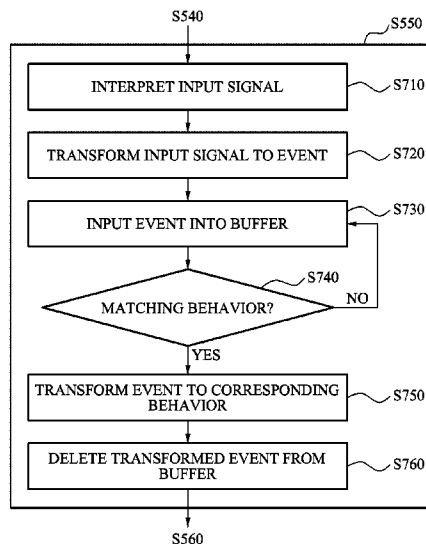 S540
S550
INTERPRET INPUT SIGNAL
S710
TRANSFORM INPUT SIGNAL TO EVENT
S720
INPUT EVENT INTO BUFFER
S730
MATCHING BEHAVIOR?
S740
NO
YES
TRANSFORM EVENT TO CORRESPONDING
BEHAVIOR
S750
DELETE TRANSFORMED EVENT FROM
BUFFER
S760
S560